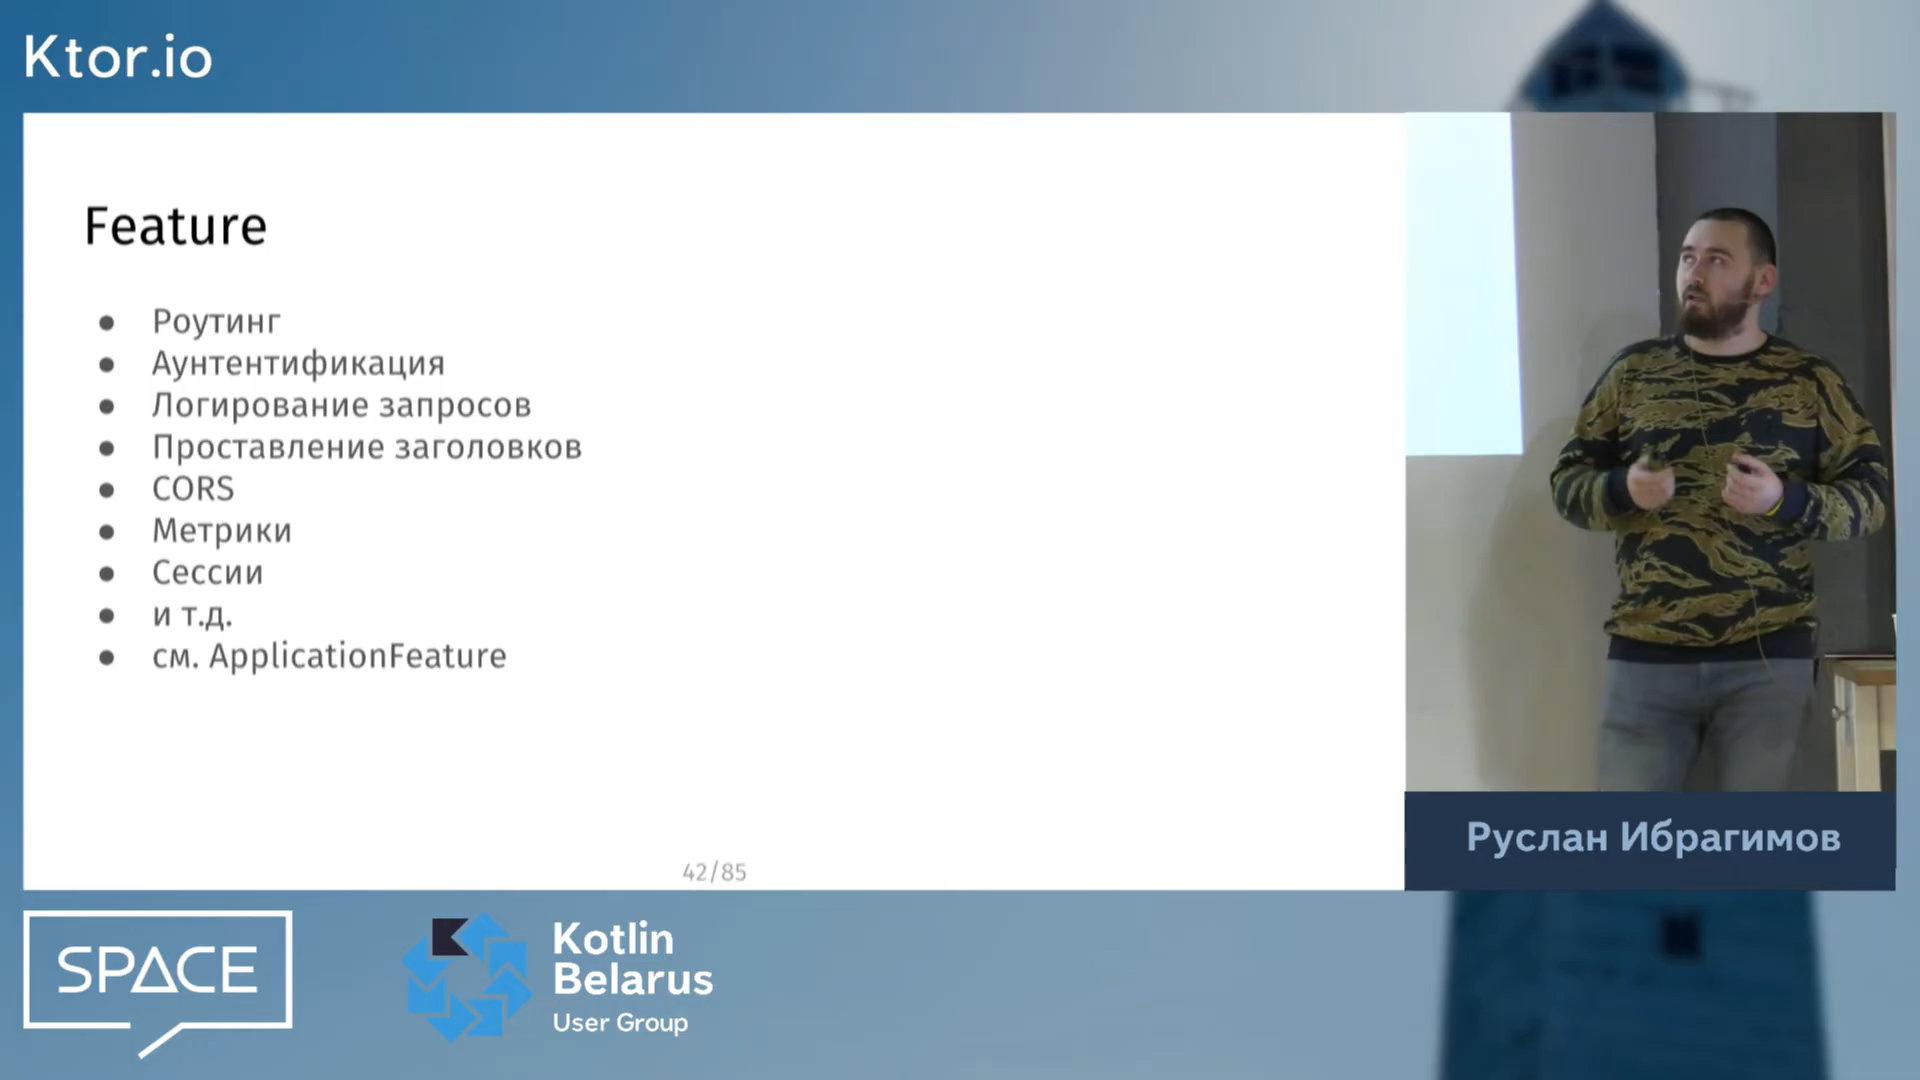 Ktor.io
Feature
● Роутинг
● Аунтентификация
● Логирование запросов
● Проставление заголовков
● CORS
● Метрики
● Сессии
● и т.д.
● см. ApplicationFeature
42/85
Руслан Ибрагимов
SPACE
Kotlin
Belarus
User Group